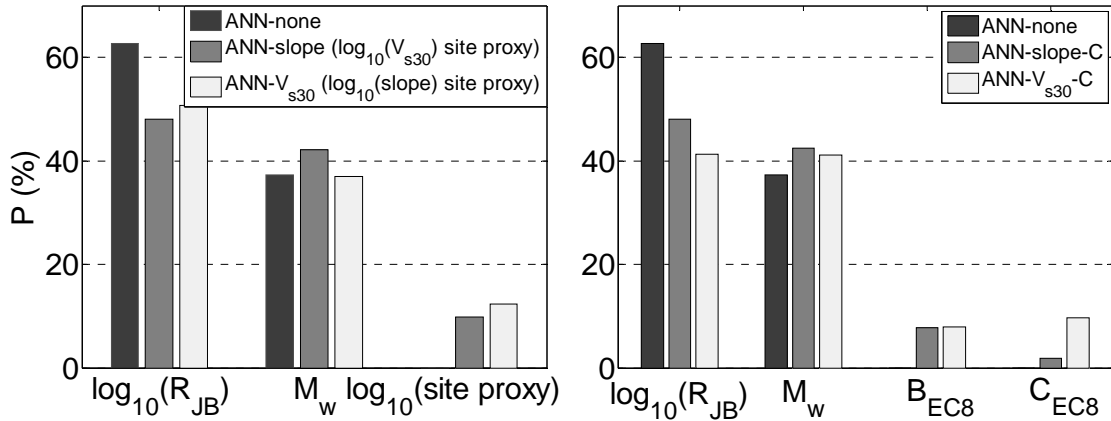 P (%)
60
40
20
0
ANN-none
ANN-slope (log10(Vs30) site proxy)
ANN-Vs30 (log10(slope) site proxy)
log10(RJB)
Mw
log10(site proxy)
60
40
20
0
ANN-none
ANN-slope-C
ANN-Vs30-C
log10(RJB)
Mw
BEC8
CEC8